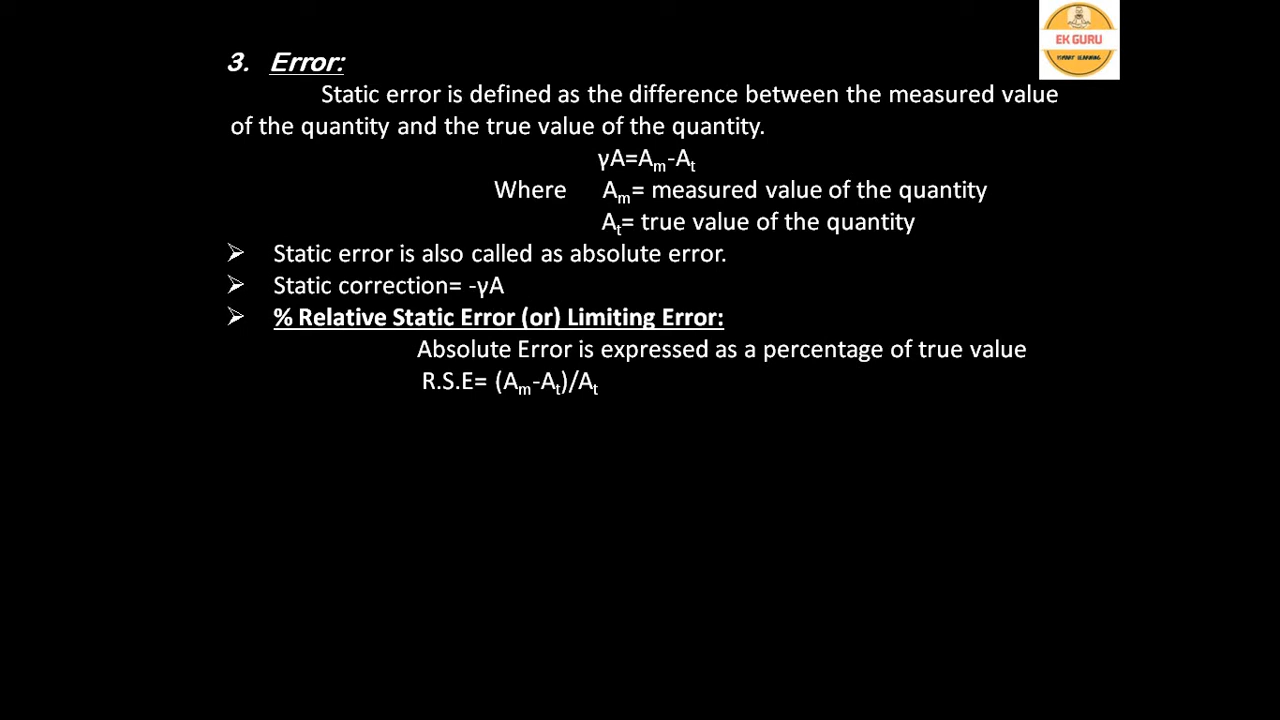 EK GURU
SMART LEARNING
3. Error:
Static error is defined as the difference between the measured value
of the quantity and the true value of the quantity.
γA=Am-At
Where Am= measured value of the quantity
At= true value of the quantity
➢ Static error is also called as absolute error.
➢ Static correction= -γA
➢ % Relative Static Error (or) Limiting Error:
Absolute Error is expressed as a percentage of true value
R.S.E= (Am-At)/At